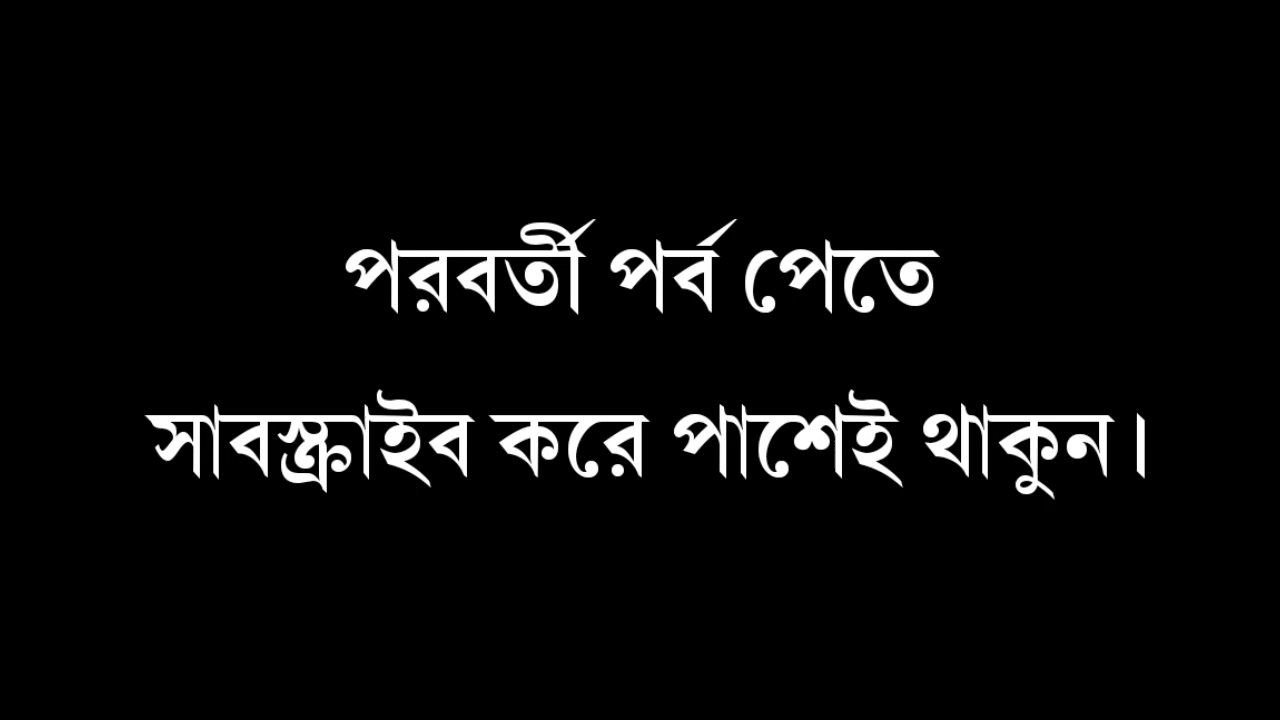 পরবর্তী পর্ব পেতে
সাবস্ক্রাইব করে পাশেই থাকুন।